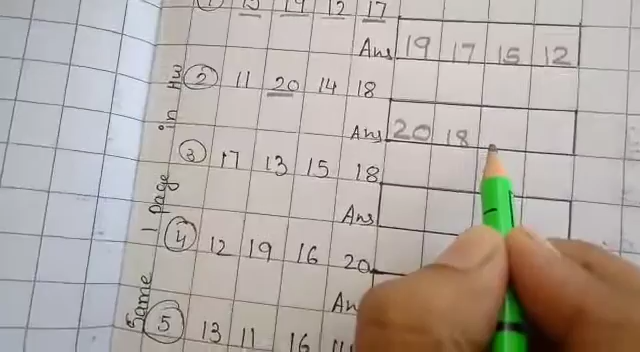 ① 15 19 12 17
Ans 19 17 15 12
② 11 20 14 18
Ans 20 18
③ 17 13 15 18
Ans
④ 12 19 16 20
Ans
⑤ 13 11 16
Same 1 page in HW